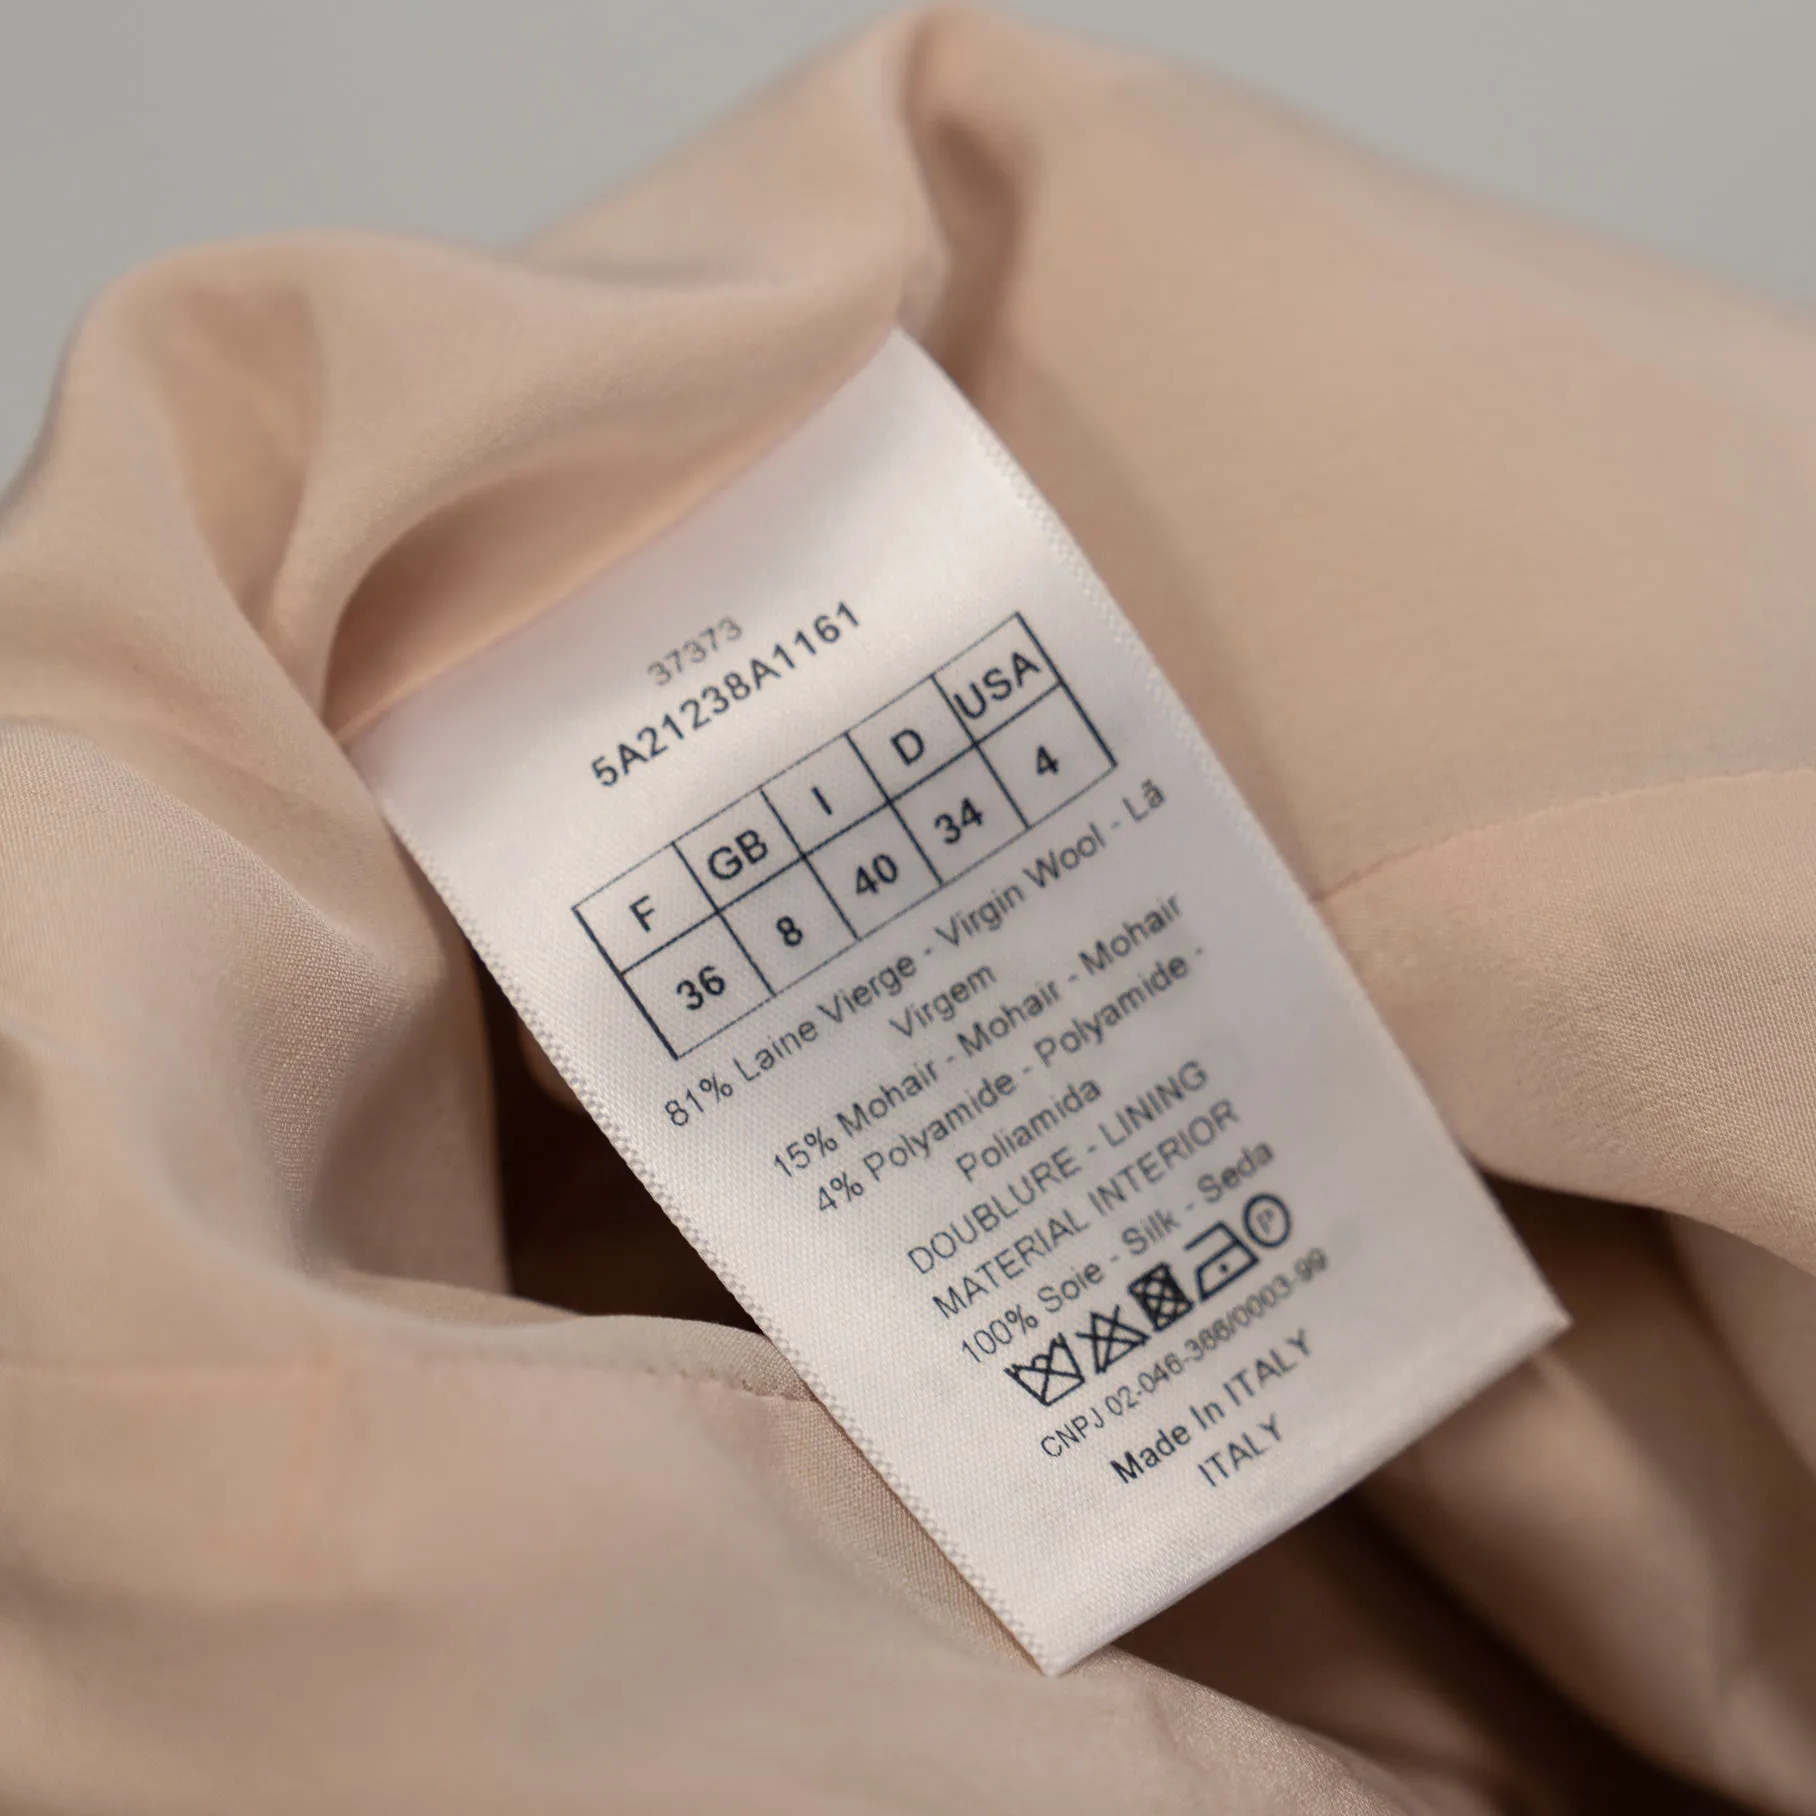 37373
5A21238A1161
F GB I D USA
36 8 40 34 4
81% Laine Vierge - Virgin Wool - Lã
Virgem
15% Mohair - Mohair - Mohair
4% Polyamide - Polyamide -
Poliamida
DOUBLURE - LINING
MATERIAL INTERIOR
100% Soie - Silk - Seda
P
CNPJ 02-046-366/0003-99
Made In ITALY
ITALY